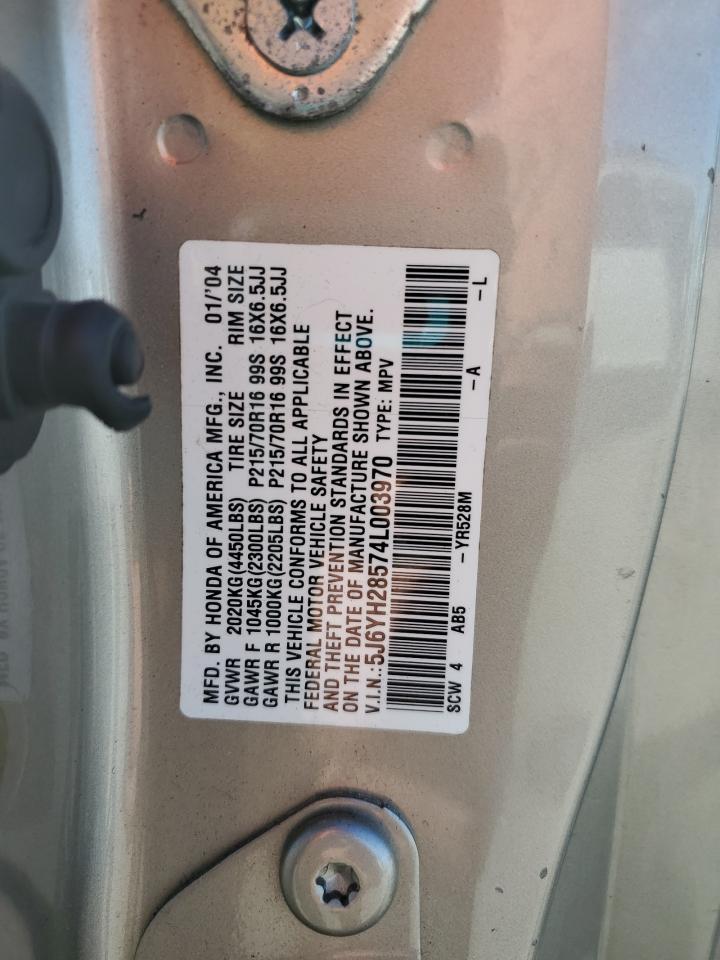 MFD. BY HONDA OF AMERICA MFG., INC. 01/'04
GVWR 2020KG(4450LBS) TIRE SIZE RIM SIZE
GAWR F 1045KG(2300LBS) P215/70R16 99S 16X6.5JJ
GAWR R 1000KG(2205LBS) P215/70R16 99S 16X6.5JJ
THIS VEHICLE CONFORMS TO ALL APPLICABLE
FEDERAL MOTOR VEHICLE SAFETY
AND THEFT PREVENTION STANDARDS IN EFFECT
ON THE DATE OF MANUFACTURE SHOWN ABOVE.
V.I.N.:5J6YH28574L003970 TYPE: MPV
SCW 4 AB5 -YR528M -A -L